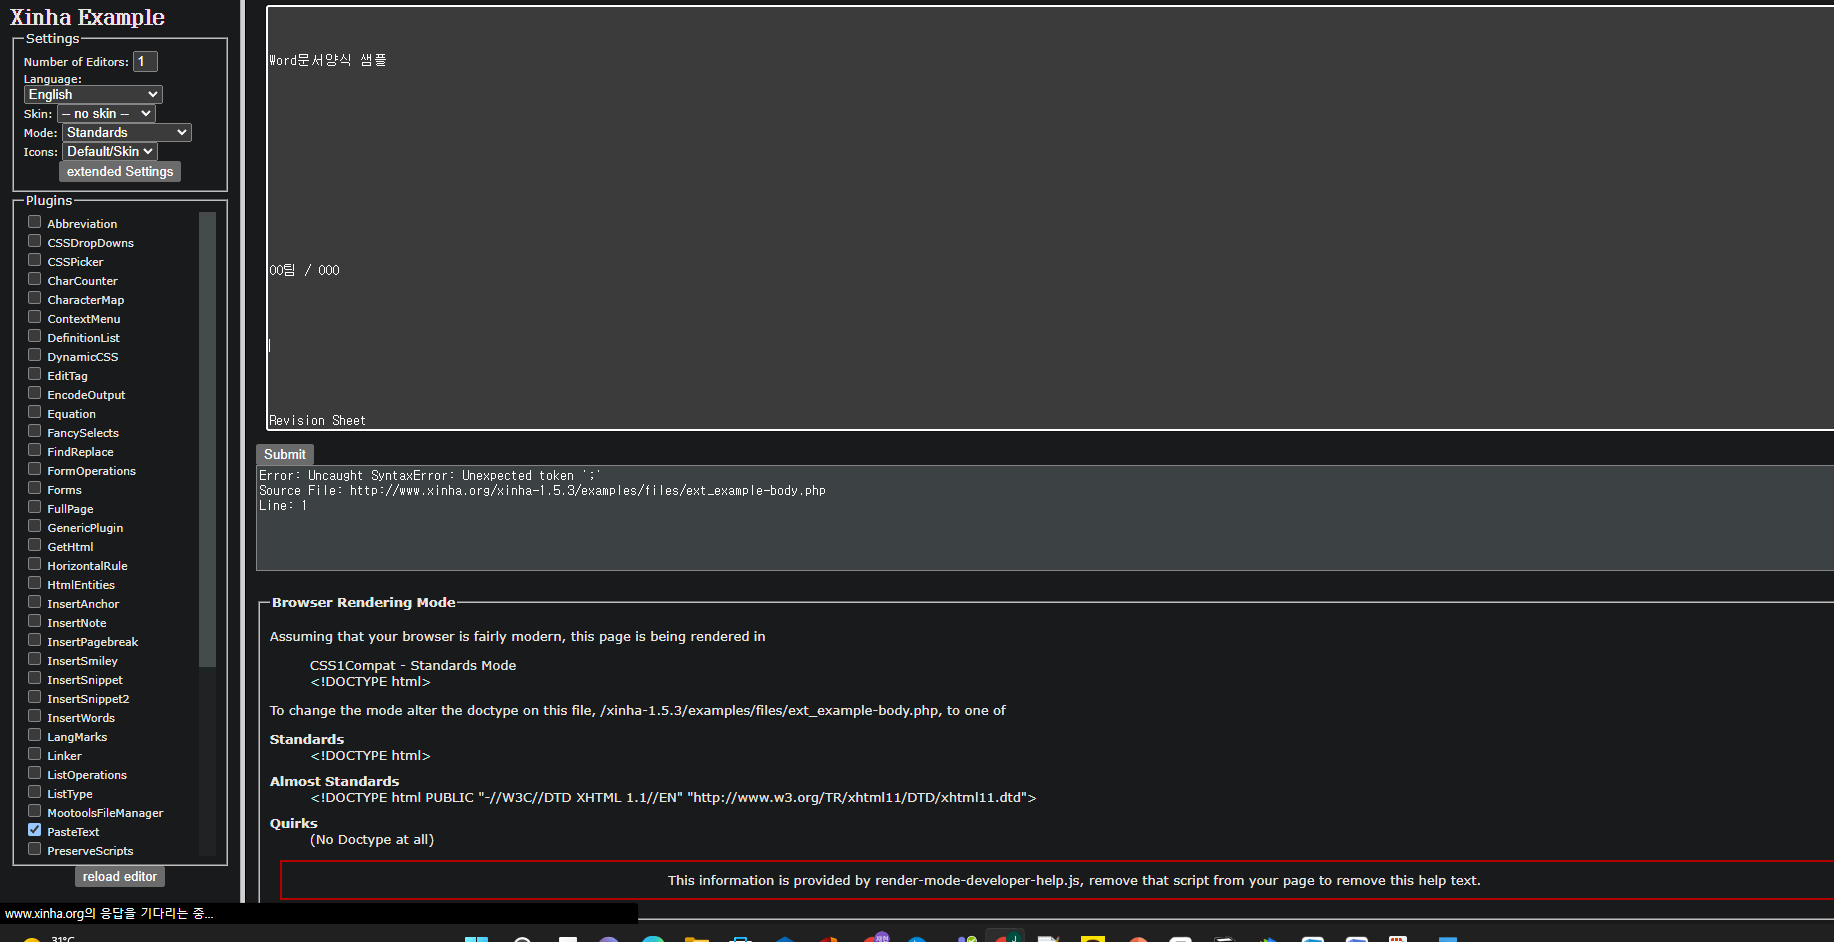 Xinha Example
Settings
Number of Editors: 1
Language:
English
Skin: -- no skin --
Mode: Standards
Icons: Default/Skin
extended Settings
Plugins
Abbreviation
CSSDropDowns
CSSPicker
CharCounter
CharacterMap
ContextMenu
DefinitionList
DynamicCSS
EditTag
EncodeOutput
Equation
FancySelects
FindReplace
FormOperations
Forms
FullPage
GenericPlugin
GetHtml
HorizontalRule
HtmlEntities
InsertAnchor
InsertNote
InsertPagebreak
InsertSmiley
InsertSnippet
InsertSnippet2
InsertWords
LangMarks
Linker
ListOperations
ListType
MootoolsFileManager
PasteText
PreserveScripts
reload editor
www.xinha.org의 응답을 기다리는 중...
Word문서양식 샘플
OO팀 / OOO
Revision Sheet
Submit
Error: Uncaught SyntaxError: Unexpected token ';'
Source File: http://www.xinha.org/xinha-1.5.3/examples/files/ext_example-body.php
Line: 1
Browser Rendering Mode
Assuming that your browser is fairly modern, this page is being rendered in
CSS1Compat - Standards Mode
<!DOCTYPE html>
To change the mode alter the doctype on this file, /xinha-1.5.3/examples/files/ext_example-body.php, to one of
Standards
<!DOCTYPE html>
Almost Standards
<!DOCTYPE html PUBLIC "-//W3C//DTD XHTML 1.1//EN" "http://www.w3.org/TR/xhtml11/DTD/xhtml11.dtd">
Quirks
(No Doctype at all)
This information is provided by render-mode-developer-help.js, remove that script from your page to remove this help text.
31°C